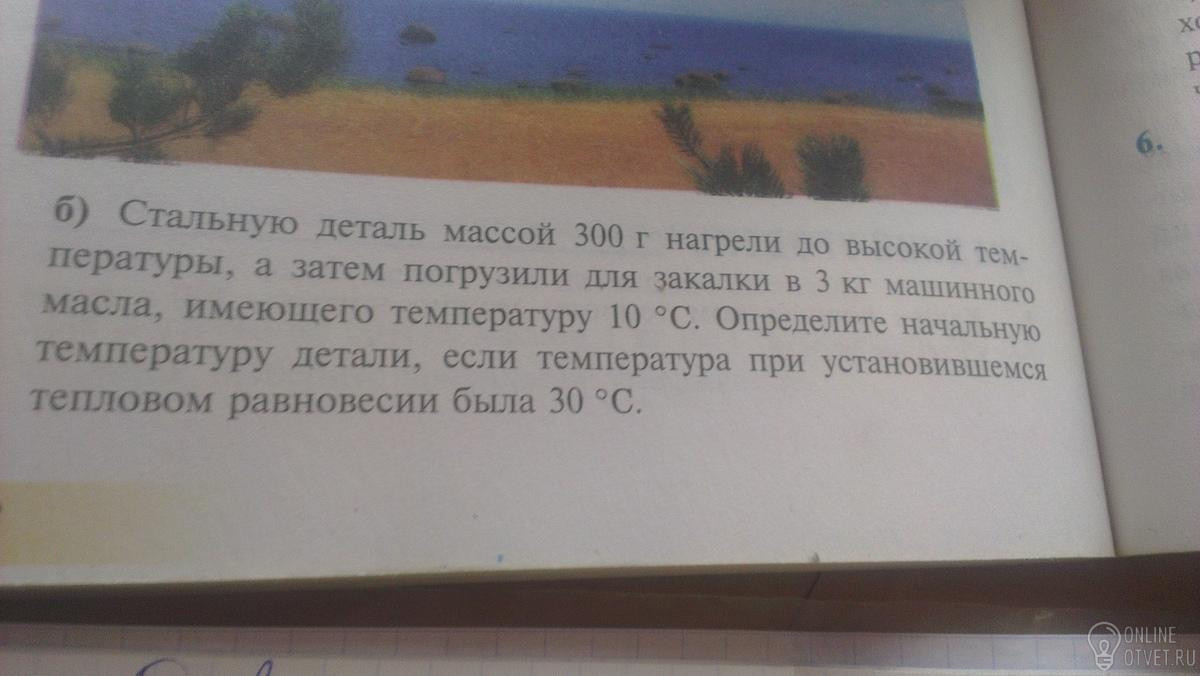 б) Стальную деталь массой 300 г нагрели до высокой тем-
пературы, а затем погрузили для закалки в 3 кг машинного
масла, имеющего температуру 10 °С. Определите начальную
температуру детали, если температура при установившемся
тепловом равновесии была 30 °С.
6.
ONLINE
OTVET.RU